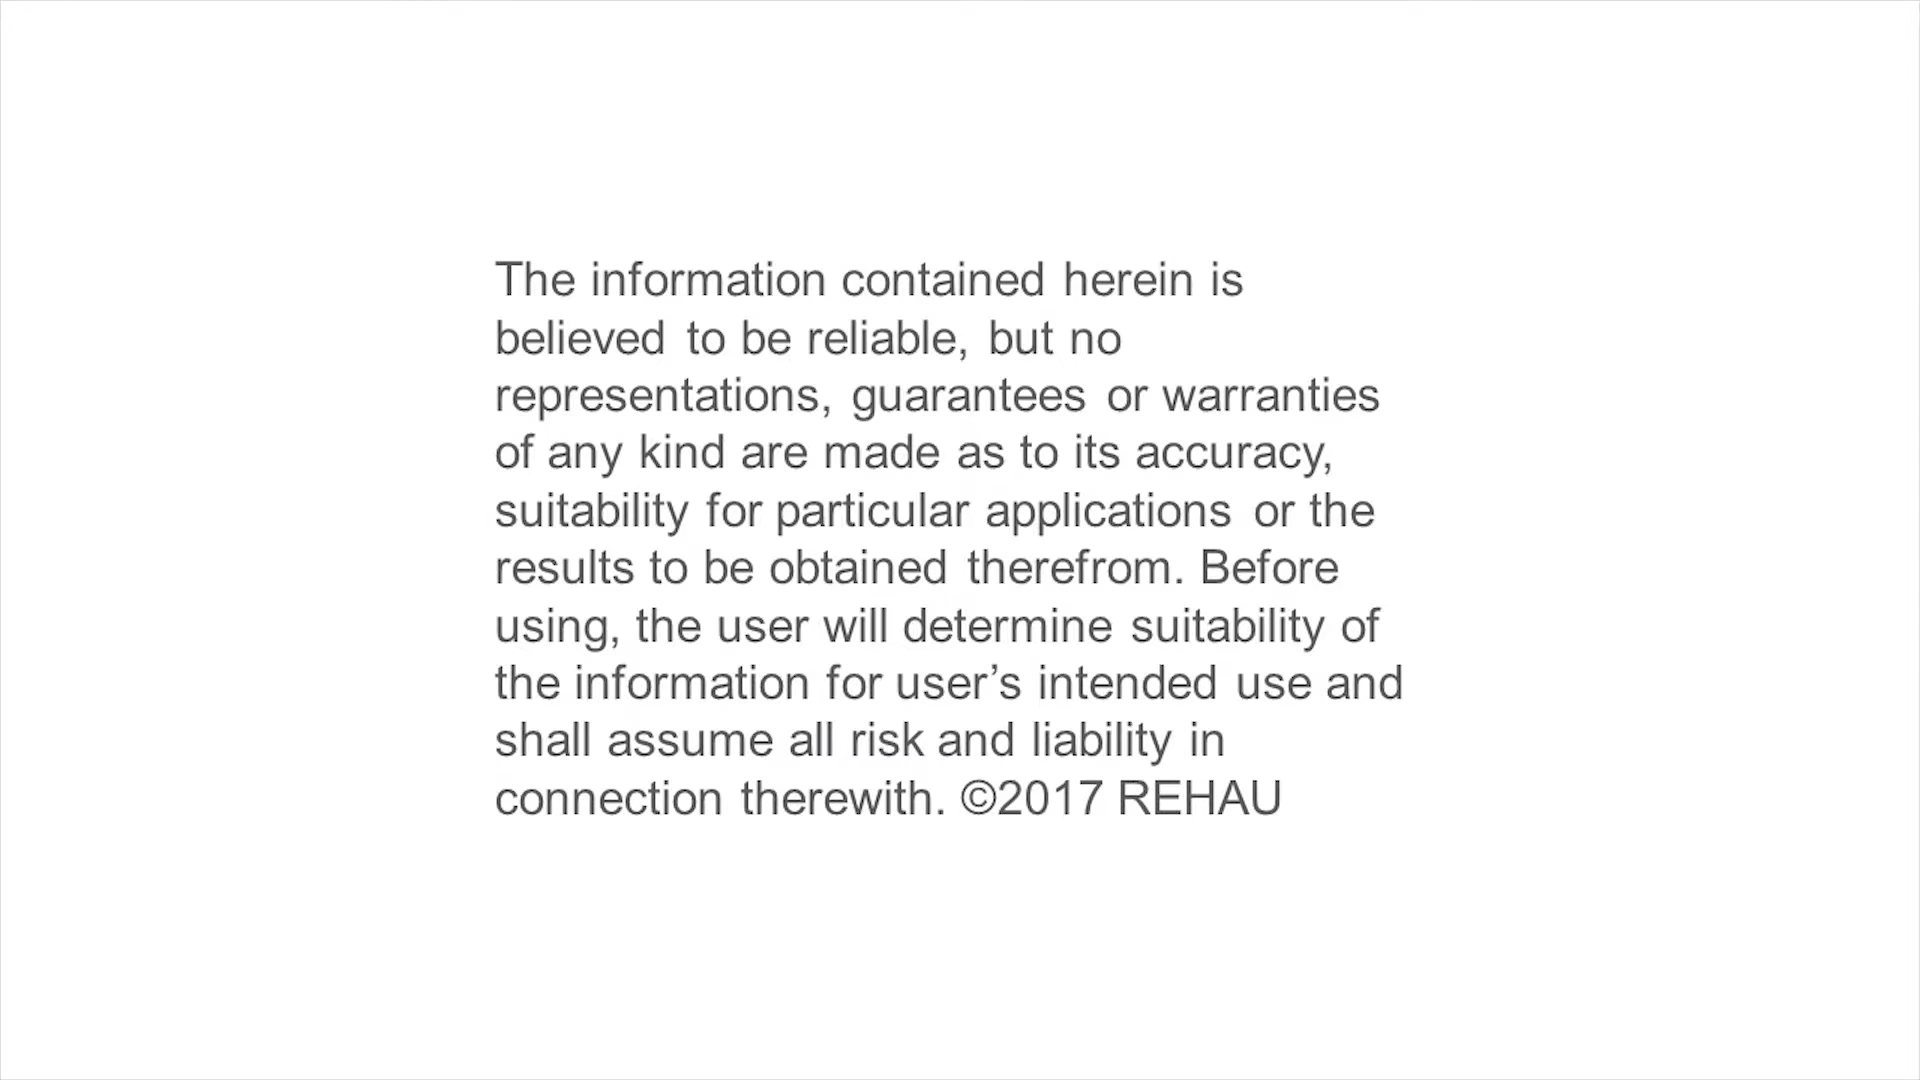 The information contained herein is
believed to be reliable, but no
representations, guarantees or warranties
of any kind are made as to its accuracy,
suitability for particular applications or the
results to be obtained therefrom. Before
using, the user will determine suitability of
the information for user’s intended use and
shall assume all risk and liability in
connection therewith. ©2017 REHAU